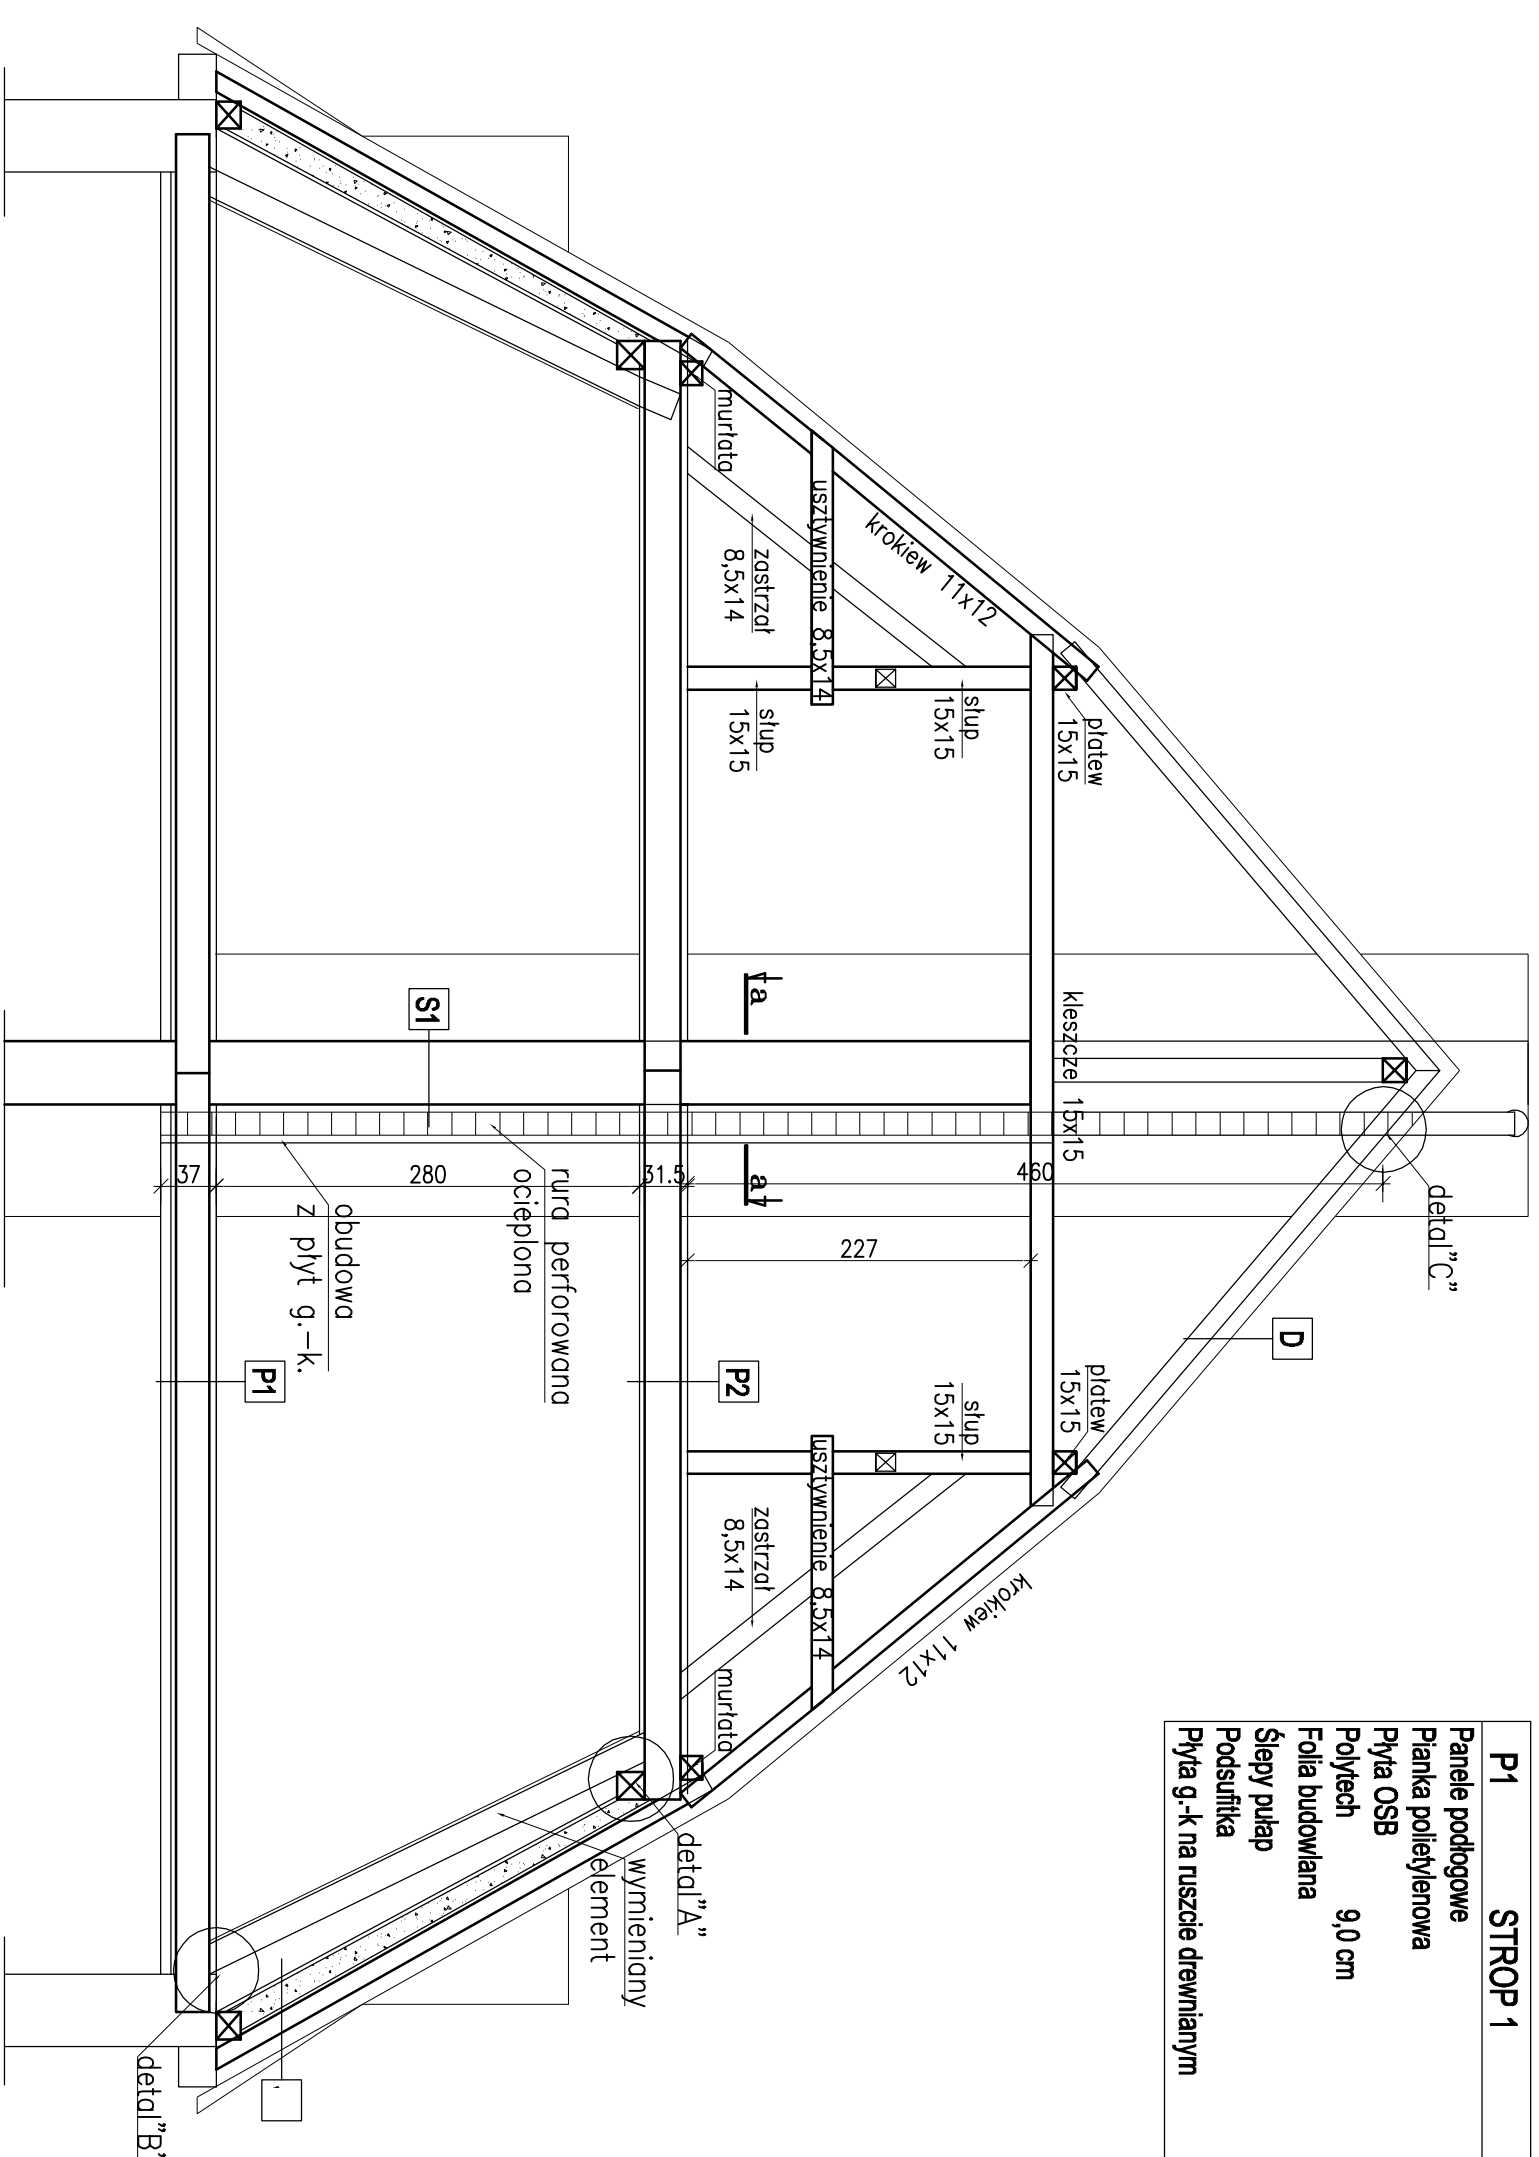 P1 STROP 1
Panele podłogowe
Pianka polietylenowa
Płyta OSB
Polytech 9,0 cm
Folia budowlana
Ślepy pułap
Podsufitka
Płyta g.-k na ruszcie drewnianym
detal"C"
D
płatew
15x15
kleszcze 15x15
płatew
15x15
krokiew 11x12
krokiew 11x12
słup
15x15
460
słup
15x15
227
usztywnienie 8,5x14
usztywnienie 8,5x14
zastrzał
8,5x14
słup
15x15
a
a
zastrzał
8,5x14
murłata
P2
murłata
detal"A"
31.5
wymieniany
element
rura perforowana
ocieplona
S1
280
obudowa
z płyt g.-k.
P1
37
detal"B"